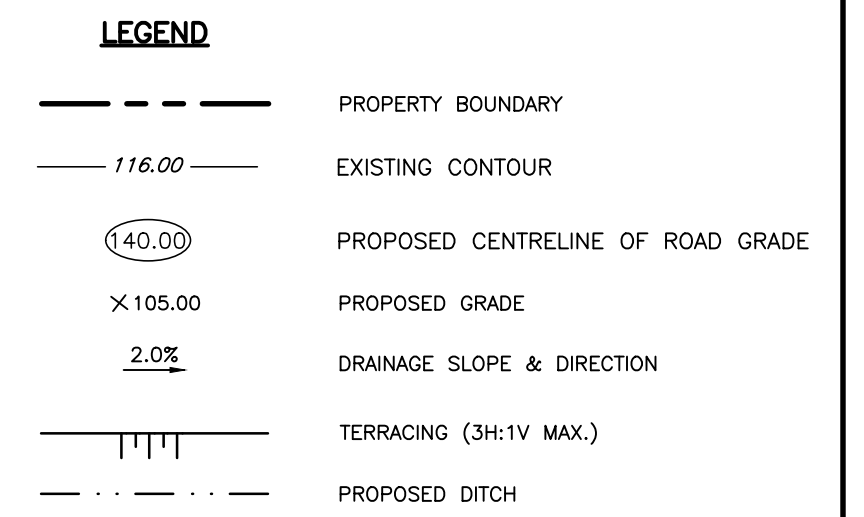 LEGEND
PROPERTY BOUNDARY
116.00 EXISTING CONTOUR
140.00 PROPOSED CENTRELINE OF ROAD GRADE
×105.00 PROPOSED GRADE
2.0% DRAINAGE SLOPE & DIRECTION
TERRACING (3H:1V MAX.)
PROPOSED DITCH